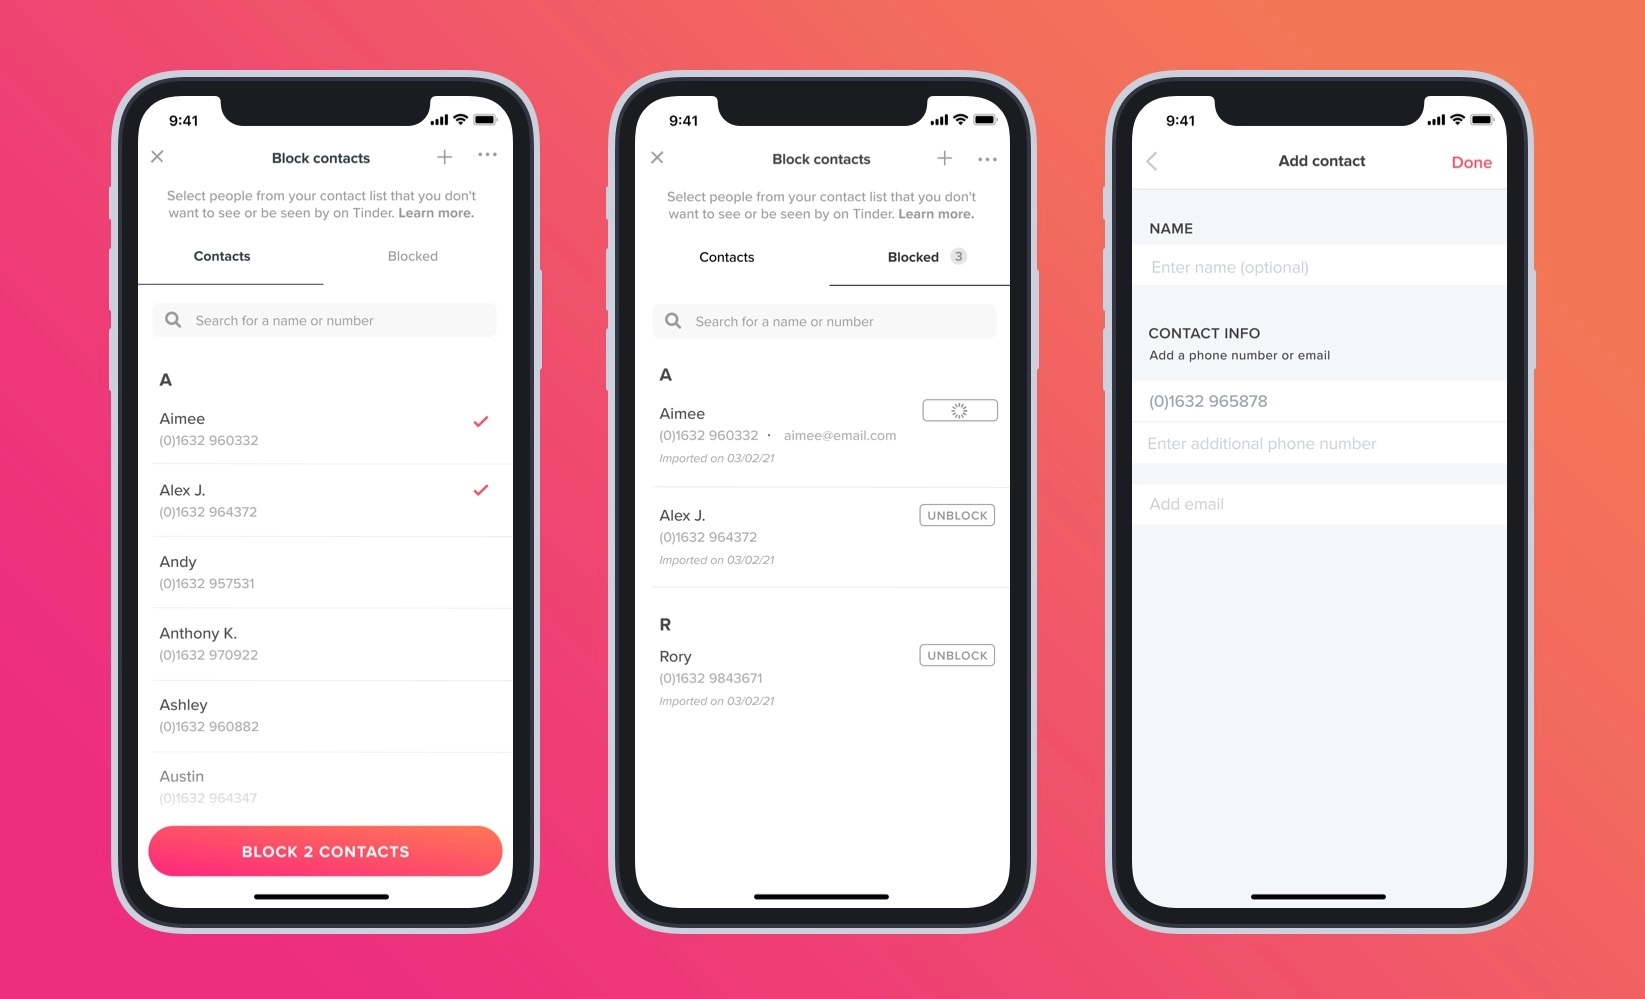 9:41
Block contacts
Select people from your contact list that you don't
want to see or be seen by on Tinder. Learn more.
Contacts
Blocked
Search for a name or number
A
Aimee
(0)1632 960332
Alex J.
(0)1632 964372
Andy
(0)1632 957531
Anthony K.
(0)1632 970922
Ashley
(0)1632 960882
Austin
(0)1632 964347
BLOCK 2 CONTACTS
9:41
Block contacts
Select people from your contact list that you don't
want to see or be seen by on Tinder. Learn more.
Contacts
Blocked 3
Search for a name or number
A
Aimee
(0)1632 960332 · aimee@email.com
Imported on 03/02/21
Alex J.
UNBLOCK
(0)1632 964372
Imported on 03/02/21
R
Rory
UNBLOCK
(0)1632 9843671
Imported on 03/02/21
9:41
Add contact
Done
NAME
Enter name (optional)
CONTACT INFO
Add a phone number or email
(0)1632 965878
Enter additional phone number
Add email